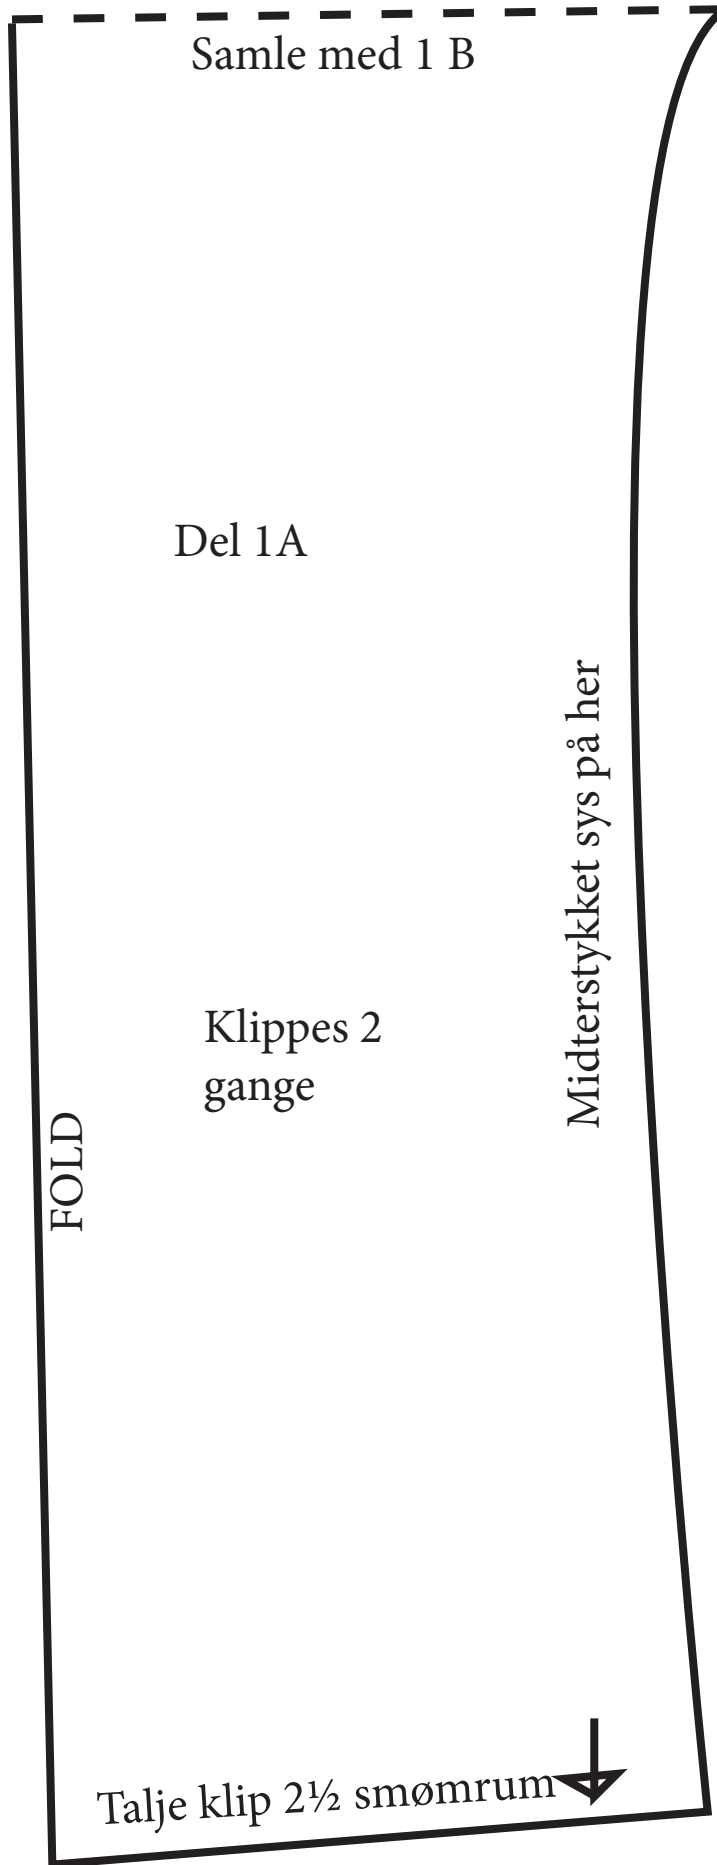 Samle med 1 B
Del 1A
Midterstykket sys på her
Klippes 2
gange
FOLD
Talje klip 2½ smømrum